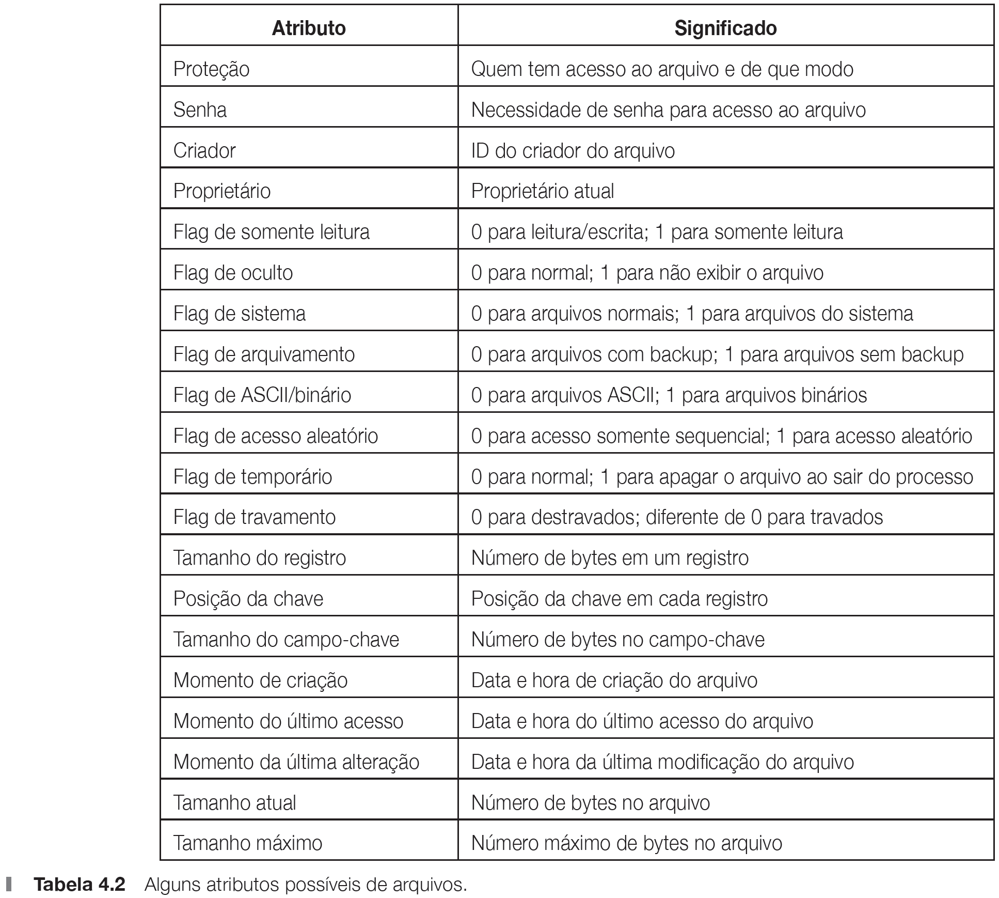 Atributo Significado
Proteção Quem tem acesso ao arquivo e de que modo
Senha Necessidade de senha para acesso ao arquivo
Criador ID do criador do arquivo
Proprietário Proprietário atual
Flag de somente leitura 0 para leitura/escrita; 1 para somente leitura
Flag de oculto 0 para normal; 1 para não exibir o arquivo
Flag de sistema 0 para arquivos normais; 1 para arquivos do sistema
Flag de arquivamento 0 para arquivos com backup; 1 para arquivos sem backup
Flag de ASCII/binário 0 para arquivos ASCII; 1 para arquivos binários
Flag de acesso aleatório 0 para acesso somente sequencial; 1 para acesso aleatório
Flag de temporário 0 para normal; 1 para apagar o arquivo ao sair do processo
Flag de travamento 0 para destravados; diferente de 0 para travados
Tamanho do registro Número de bytes em um registro
Posição da chave Posição da chave em cada registro
Tamanho do campo-chave Número de bytes no campo-chave
Momento de criação Data e hora de criação do arquivo
Momento do último acesso Data e hora do último acesso do arquivo
Momento da última alteração Data e hora da última modificação do arquivo
Tamanho atual Número de bytes no arquivo
Tamanho máximo Número máximo de bytes no arquivo
Tabela 4.2 Alguns atributos possíveis de arquivos.